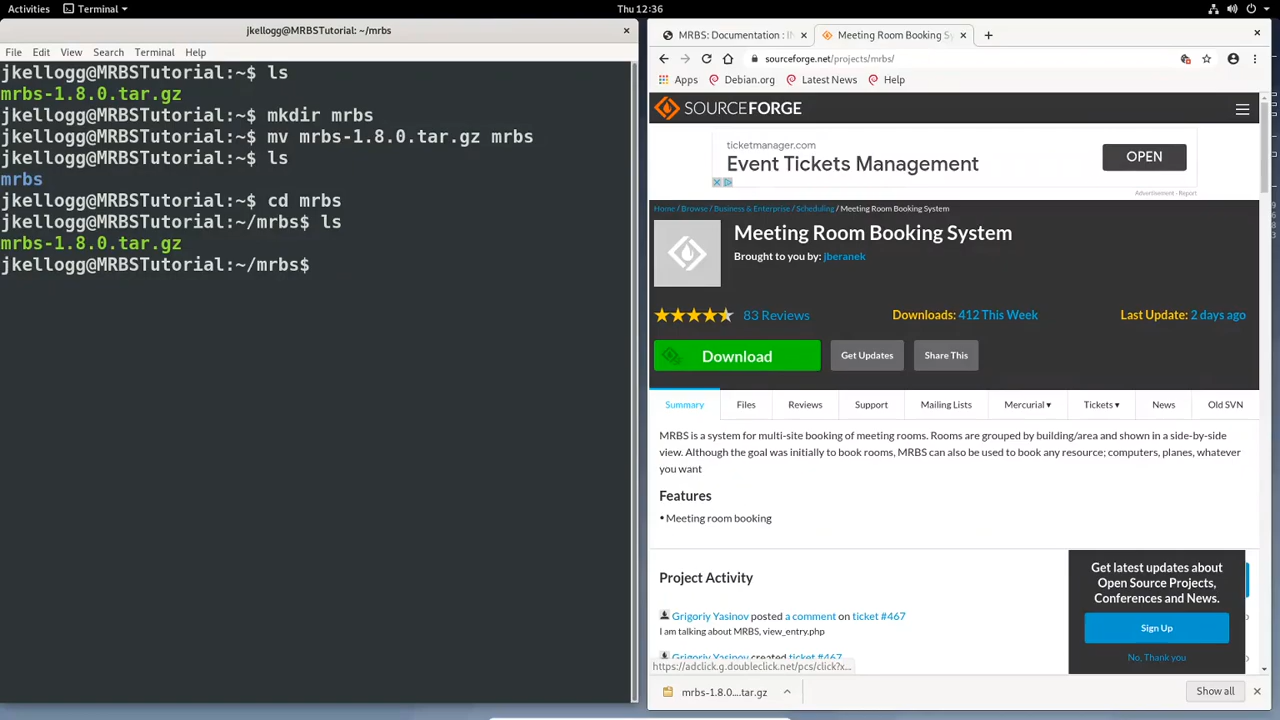 Activities
Terminal
Thu 12:36
jkellogg@MRBSTutorial: ~/mrbs
File Edit View Search Terminal Help
jkellogg@MRBSTutorial:~$ ls
mrbs-1.8.0.tar.gz
jkellogg@MRBSTutorial:~$ mkdir mrbs
jkellogg@MRBSTutorial:~$ mv mrbs-1.8.0.tar.gz mrbs
jkellogg@MRBSTutorial:~$ ls
mrbs
jkellogg@MRBSTutorial:~$ cd mrbs
jkellogg@MRBSTutorial:~/mrbs$ ls
mrbs-1.8.0.tar.gz
jkellogg@MRBSTutorial:~/mrbs$
MRBS: Documentation : IN
Meeting Room Booking Sy
sourceforge.net/projects/mrbs/
Apps Debian.org Latest News Help
SOURCEFORGE
ticketmanager.com
Event Tickets Management
OPEN
Advertisement - Report
Home / Browse / Business & Enterprise / Scheduling / Meeting Room Booking System
Meeting Room Booking System
Brought to you by: jberanek
83 Reviews
Downloads: 412 This Week
Last Update: 2 days ago
Download
Get Updates
Share This
Summary Files Reviews Support Mailing Lists Mercurial ▾ Tickets ▾ News Old SVN
MRBS is a system for multi-site booking of meeting rooms. Rooms are grouped by building/area and shown in a side-by-side
view. Although the goal was initially to book rooms, MRBS can also be used to book any resource; computers, planes, whatever
you want
Features
• Meeting room booking
Project Activity
Grigoriy Yasinov posted a comment on ticket #467
I am talking about MRBS, view_entry.php
Grigoriy Yasinov created ticket #467
Get latest updates about
Open Source Projects,
Conferences and News.
Sign Up
No, Thank you
https://adclick.g.doubleclick.net/pcs/click?x...
mrbs-1.8.0....tar.gz
Show all